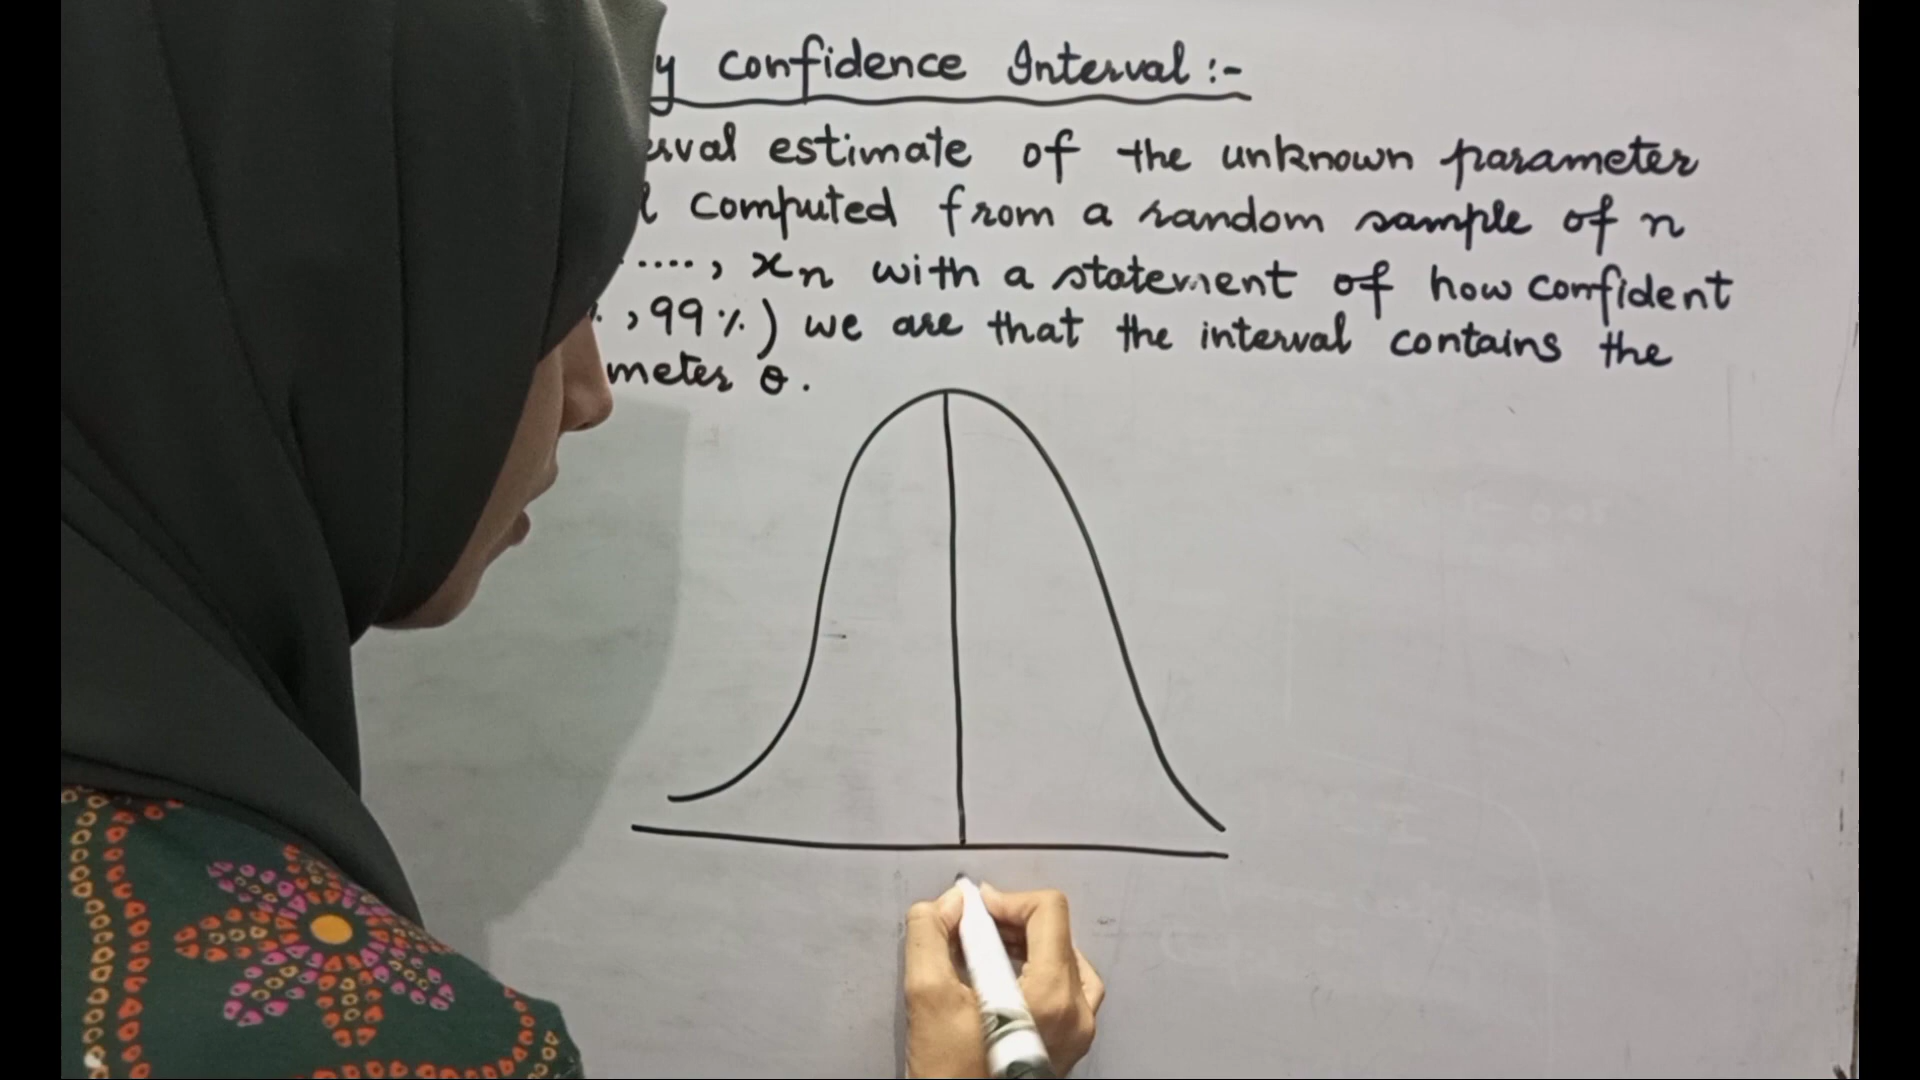 confidence Interval :-
estimate of the unknown parameter
computed from a random sample of n
...., xn with a statement of how confident
, 99%) we are that the interval contains the
θ.